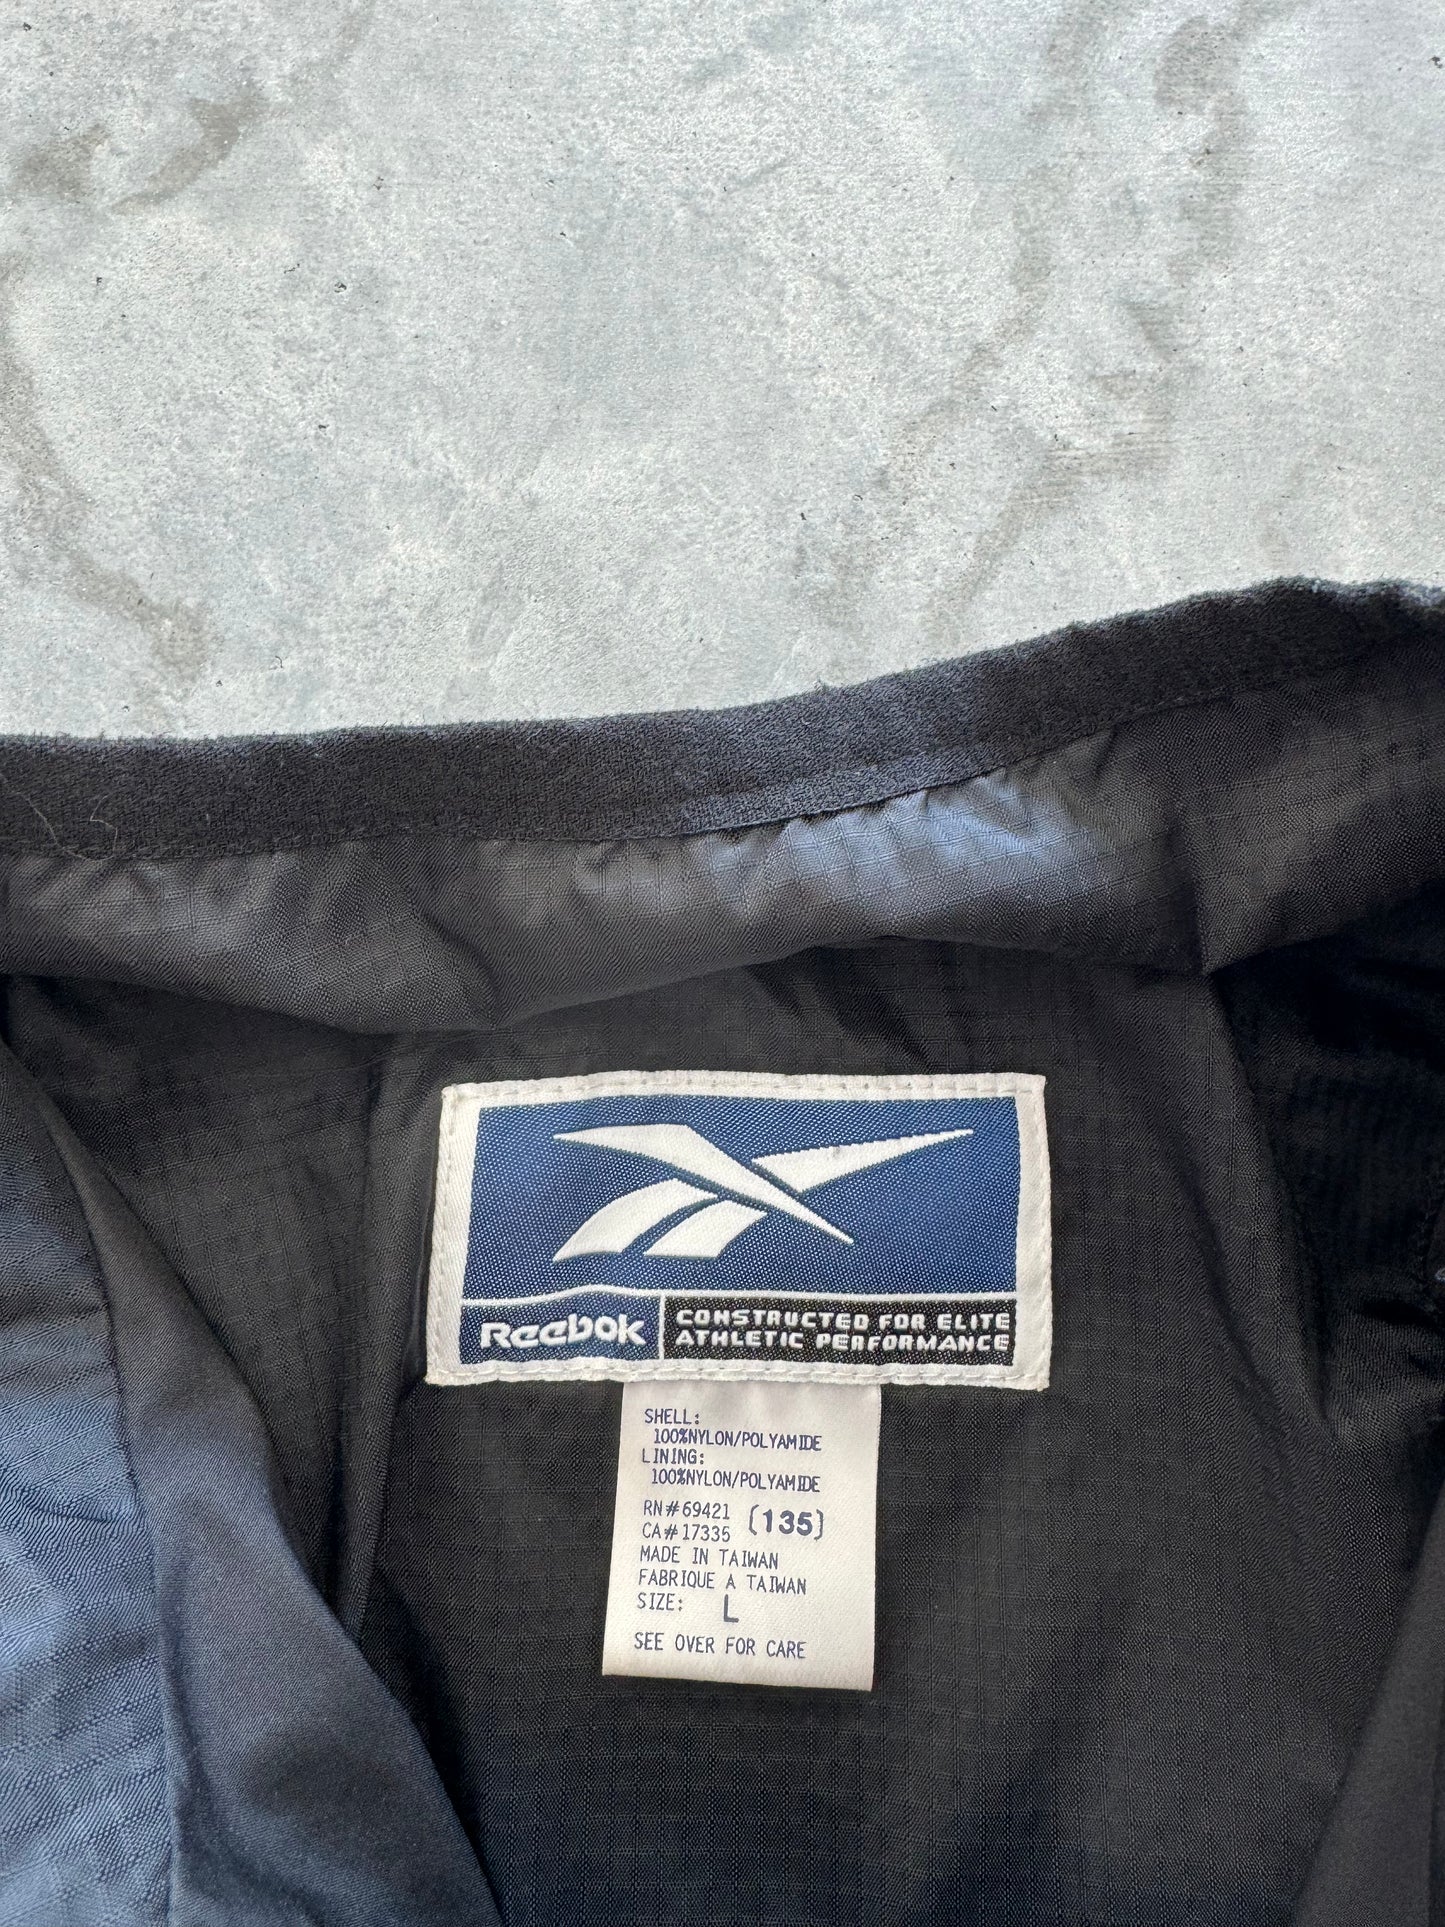 Reebok
CONSTRUCTED FOR ELITE
ATHLETIC PERFORMANCE
SHELL:
100%NYLON/POLYAMIDE
LINING:
100%NYLON/POLYAMIDE
RN#69421 (135)
CA#17335
MADE IN TAIWAN
FABRIQUE A TAIWAN
SIZE: L
SEE OVER FOR CARE